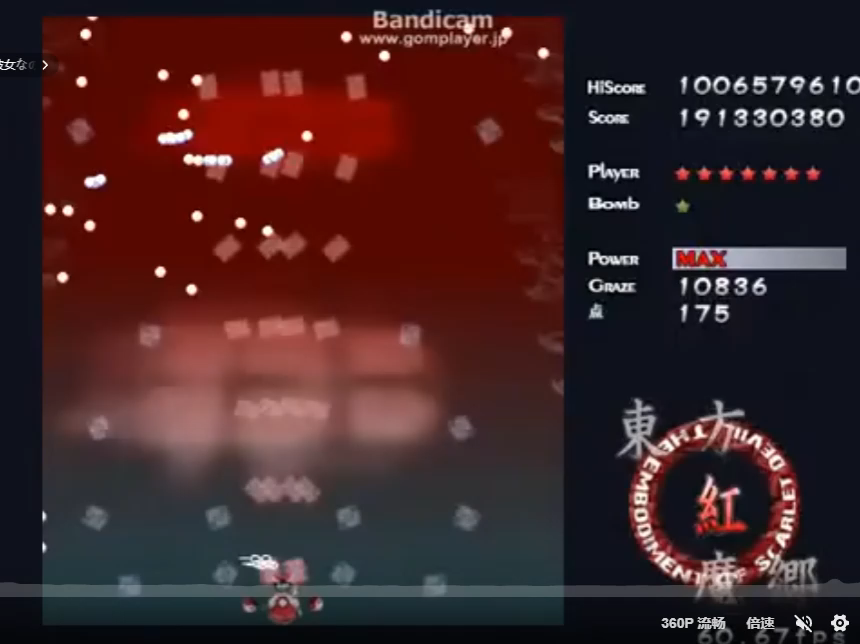 Bandicam
www.gomplayer.jp
HiScore 1006579610
Score 191330380
Player
Bomb
Power MAX
Graze 10836
点 175
東方
紅
魔郷
THE EMBODIMENT OF SCARLET DEVIL
360P 流畅 倍速